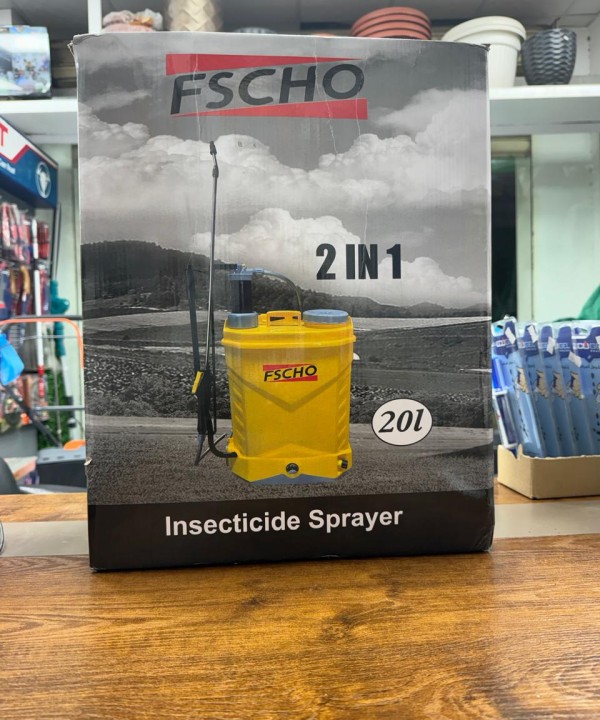 FSCHO
2 IN 1
FSCHO
20l
Insecticide Sprayer